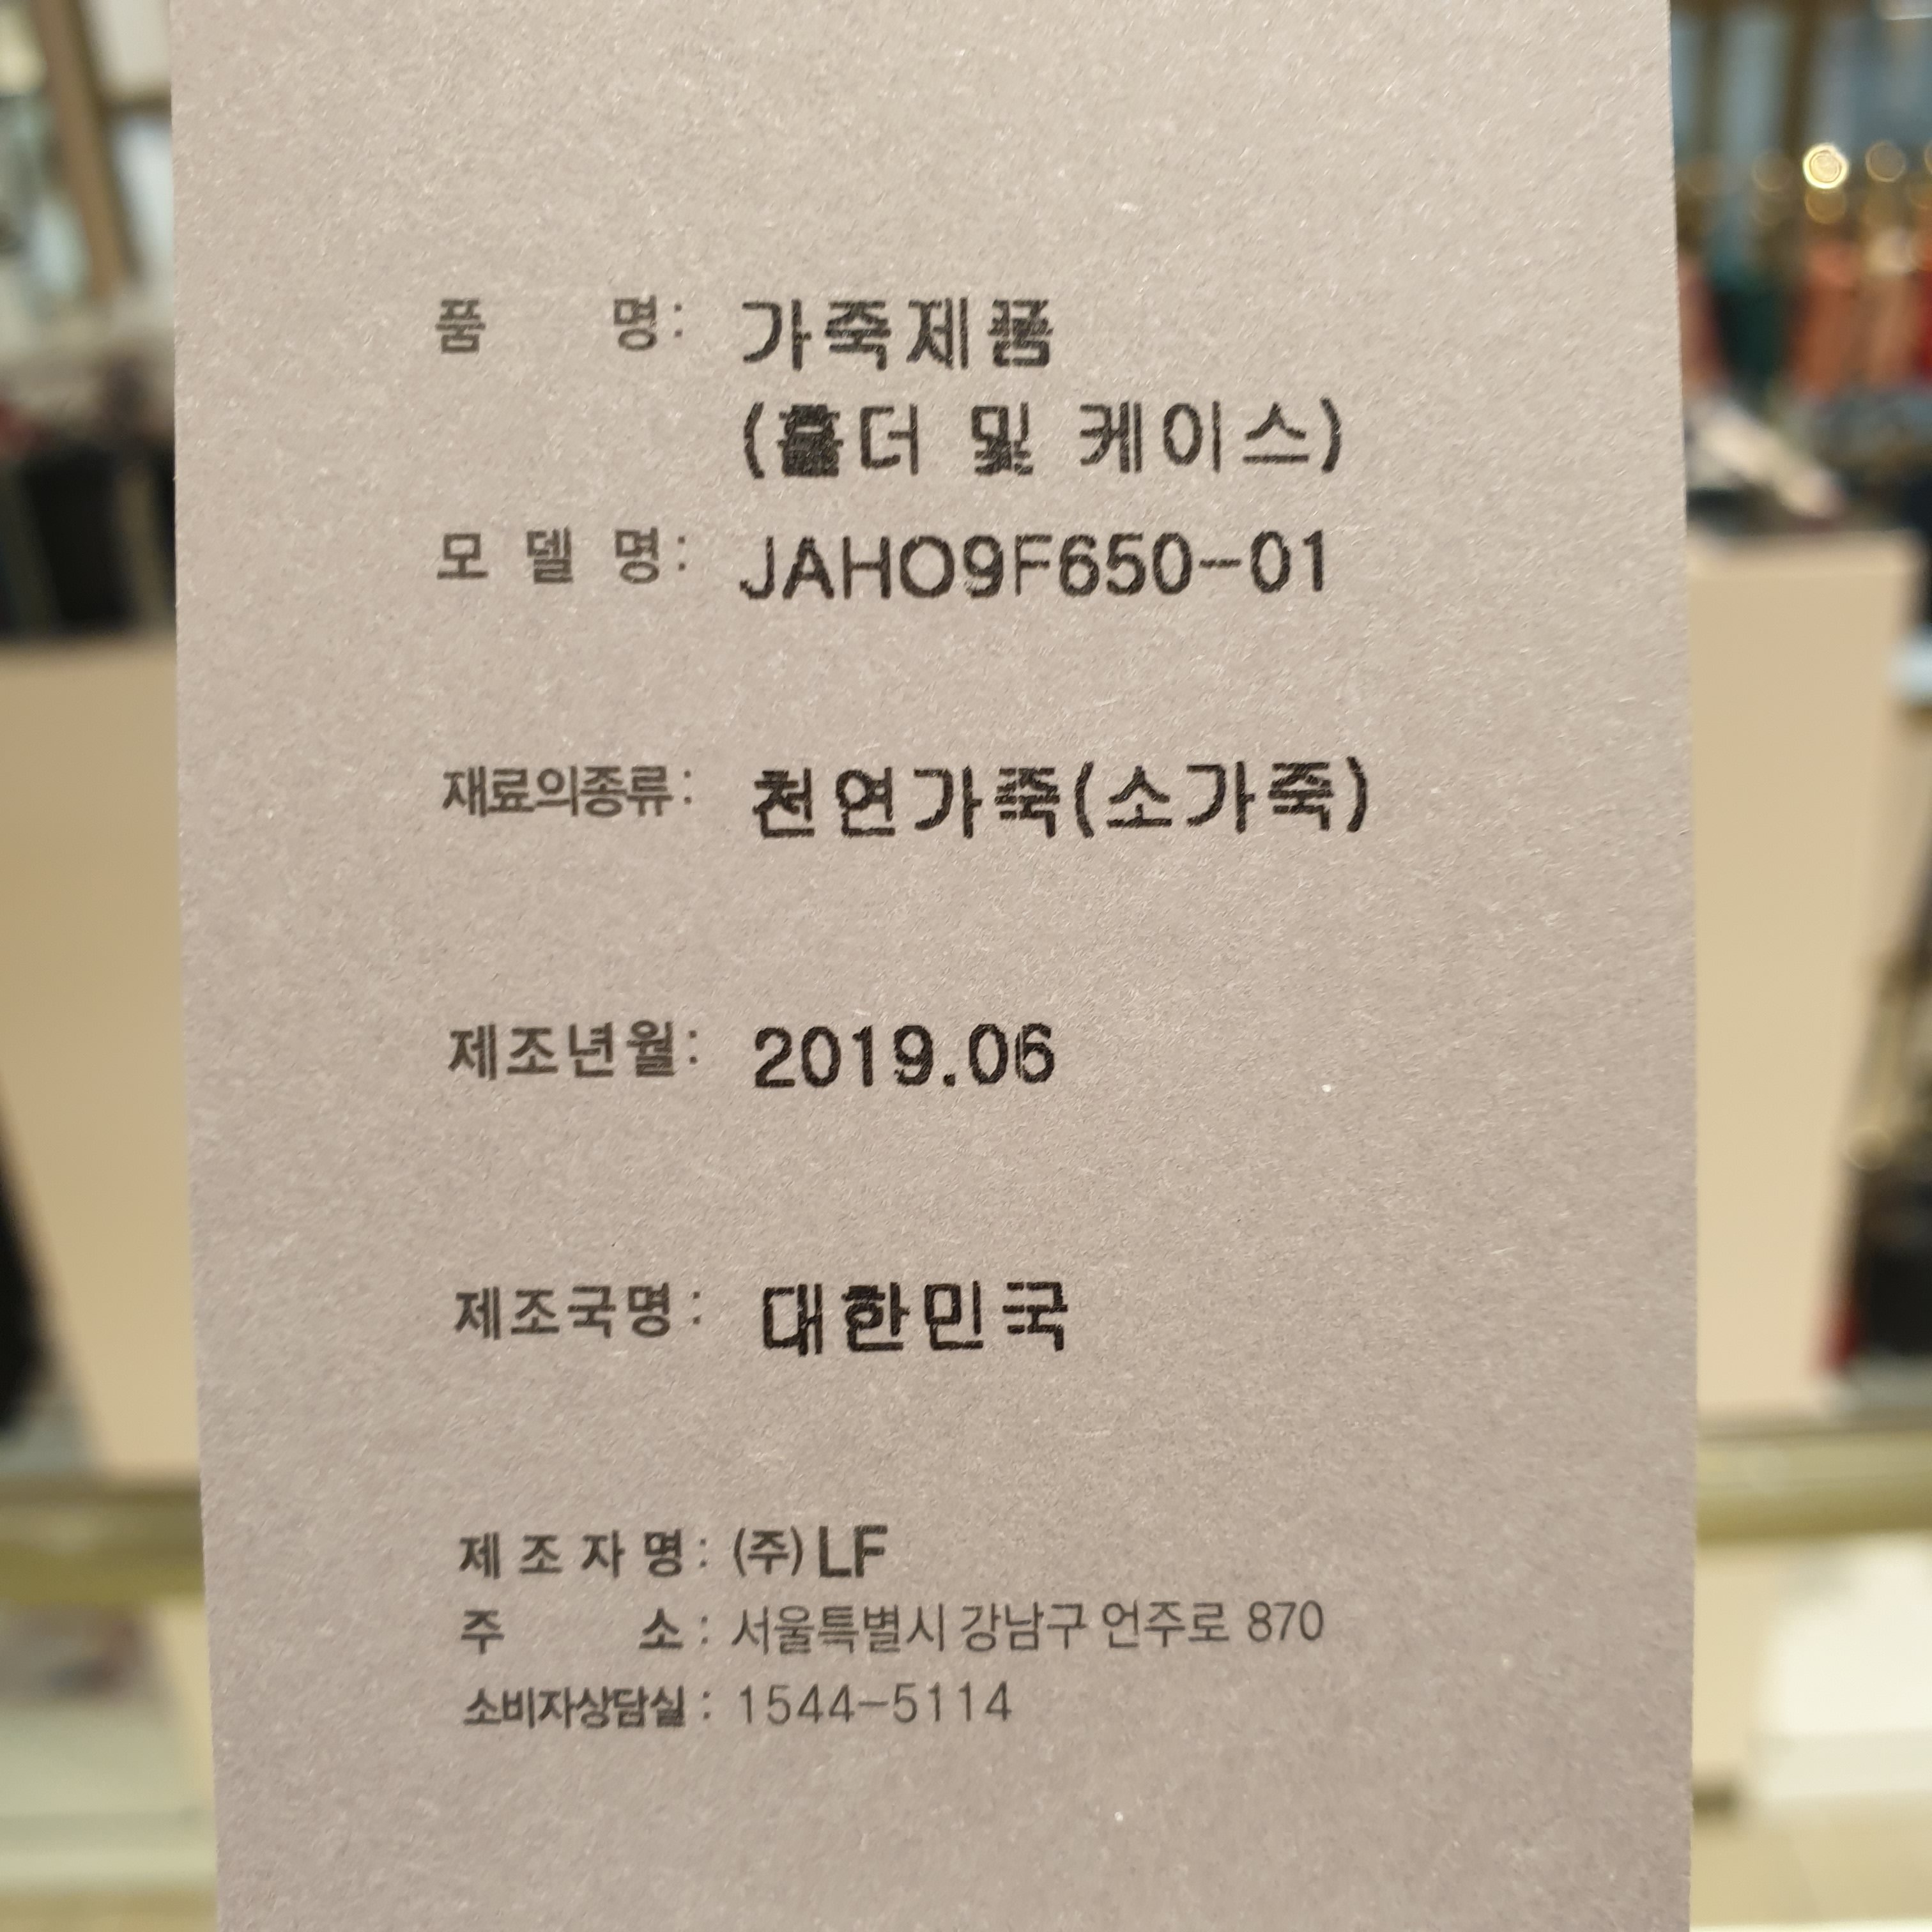 품 명: 가죽제품
(홀더 및 케이스)
모 델 명: JAHO9F650-01
재료의종류: 천연가죽(소가죽)
제조년월: 2019.06
제조국명: 대한민국
제 조 자 명: (주)LF
주 소: 서울특별시 강남구 언주로 870
소비자상담실: 1544-5114